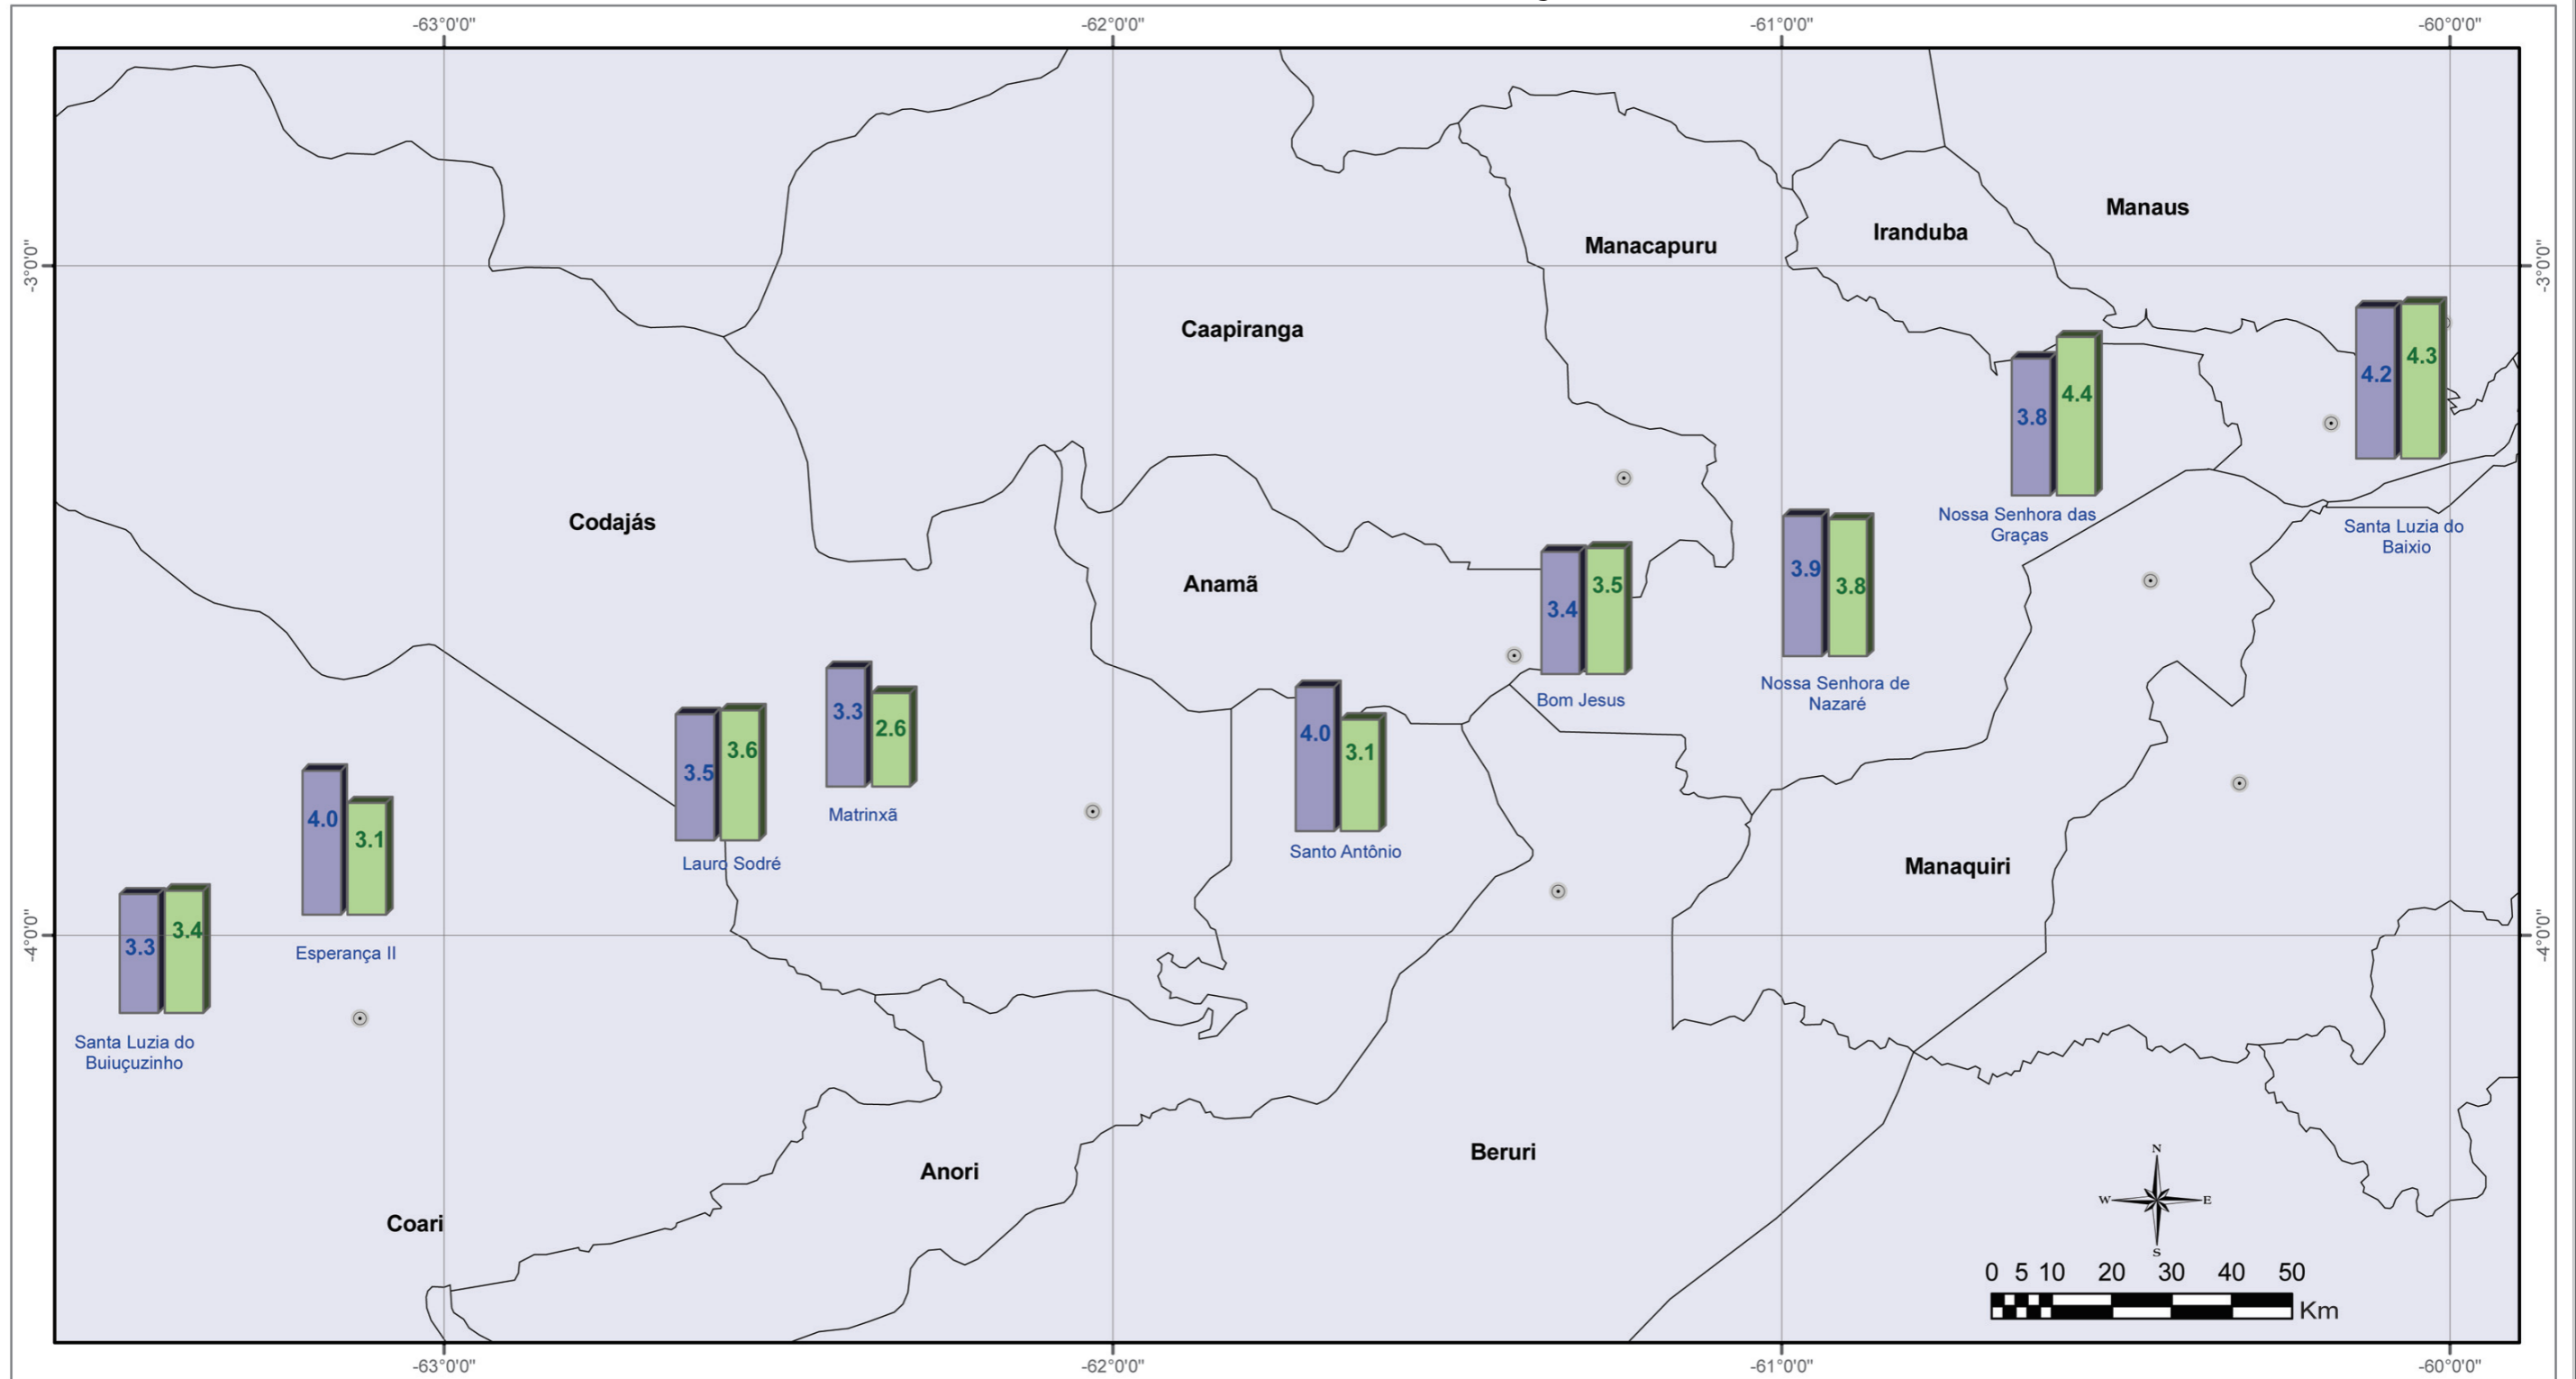 -63°0'0" -62°0'0" -61°0'0" -60°0'0"
Manaus
Iranduba
Manacapuru
-3°0'0" -3°0'0"
Caapiranga
4.2 4.3
3.8 4.4
Nossa Senhora das
Graças
Santa Luzia do
Baixio
Codajás
Anamã
3.9 3.8
3.4 3.5
Nossa Senhora de
Nazaré
Bom Jesus
3.3 2.6
Matrinxã
3.5 3.6
Lauro Sodré
4.0 3.1
Santo Antônio
4.0 3.1
Esperança II
Manaquiri
3.3 3.4
-4°0'0" -4°0'0"
Santa Luzia do
Buiuçuzinho
Beruri
Anori
Coari
N
W E
S
0 5 10 20 30 40 50
Km
-63°0'0" -62°0'0" -61°0'0" -60°0'0"